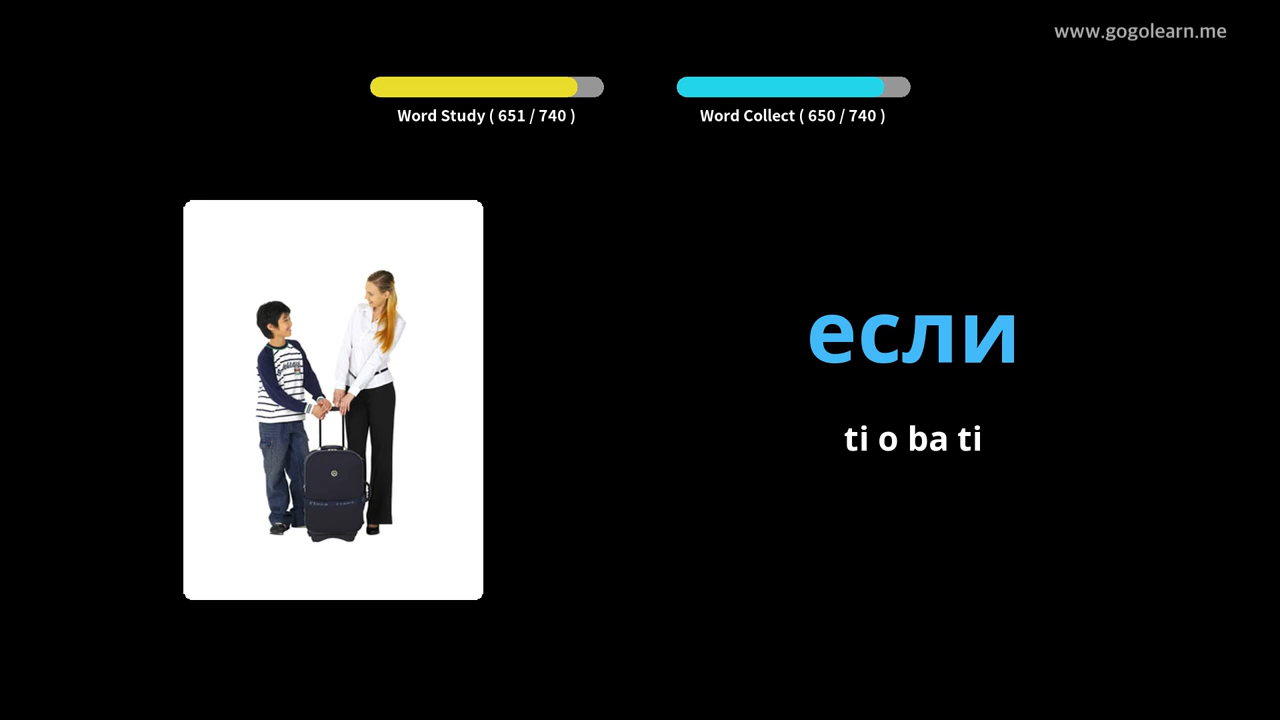 www.gogolearn.me
Word Study ( 651 / 740 )
Word Collect ( 650 / 740 )
если
ti o ba ti